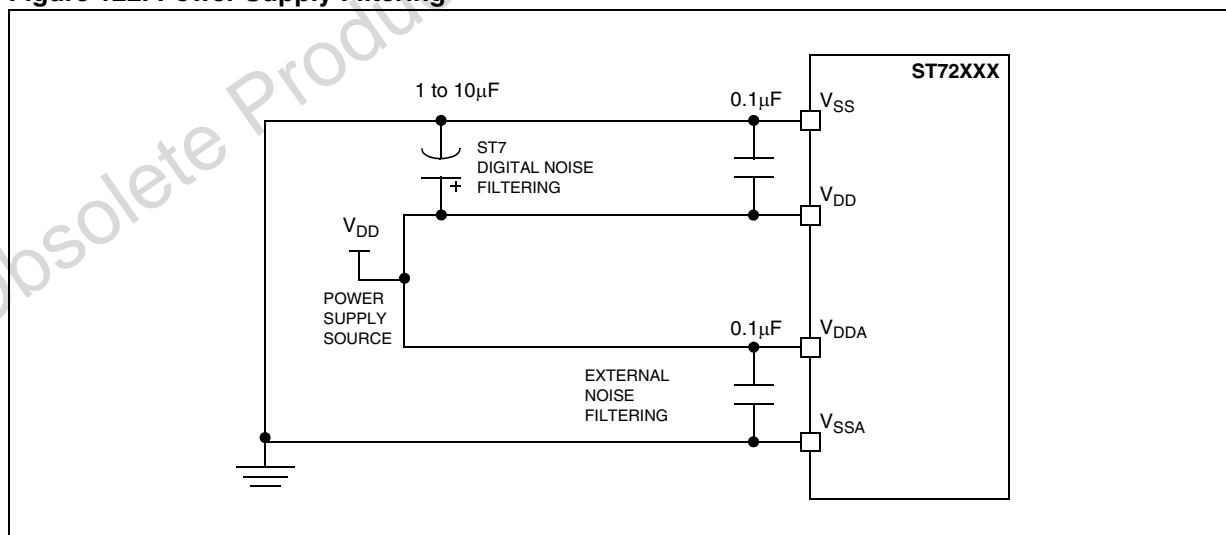 Figure 122. Power Supply Filtering
Obsolete Produc
ST72XXX
1 to 10μF
0.1μF
VSS
ST7
DIGITAL NOISE
FILTERING
+
VDD
VDD
POWER
SUPPLY
SOURCE
0.1μF
VDDA
EXTERNAL
NOISE
FILTERING
VSSA